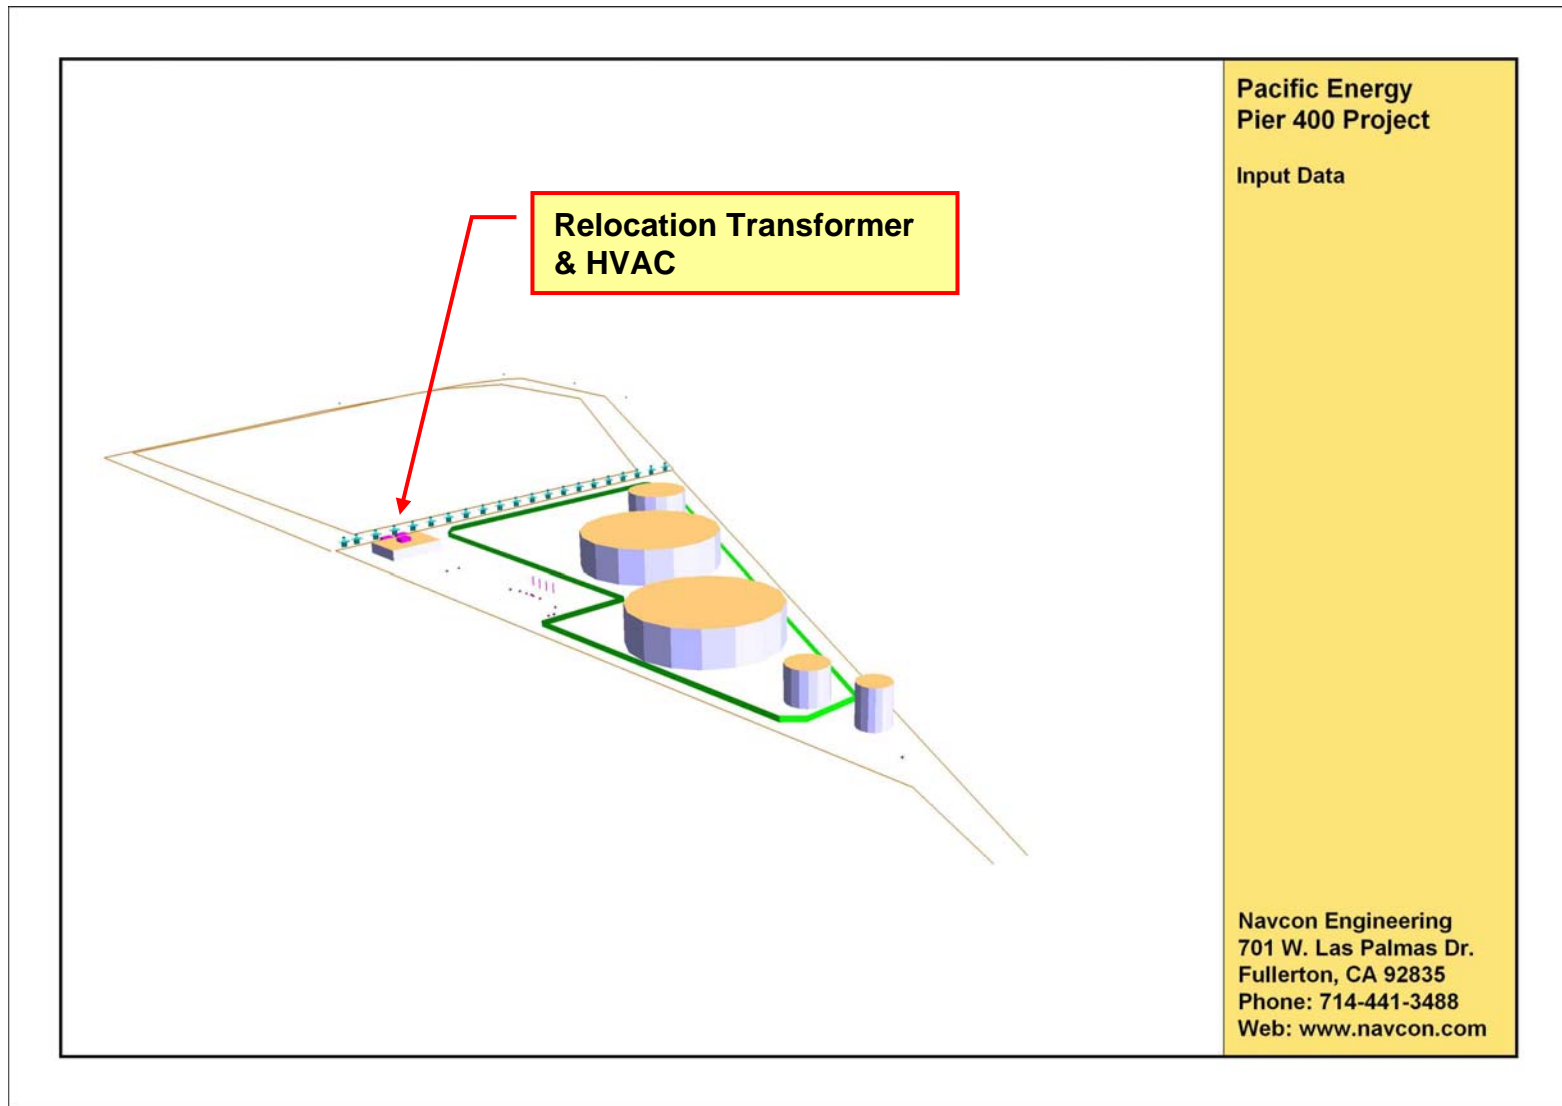 Pacific Energy
Pier 400 Project
Input Data
Relocation Transformer
& HVAC
Navcon Engineering
701 W. Las Palmas Dr.
Fullerton, CA 92835
Phone: 714-441-3488
Web: www.navcon.com